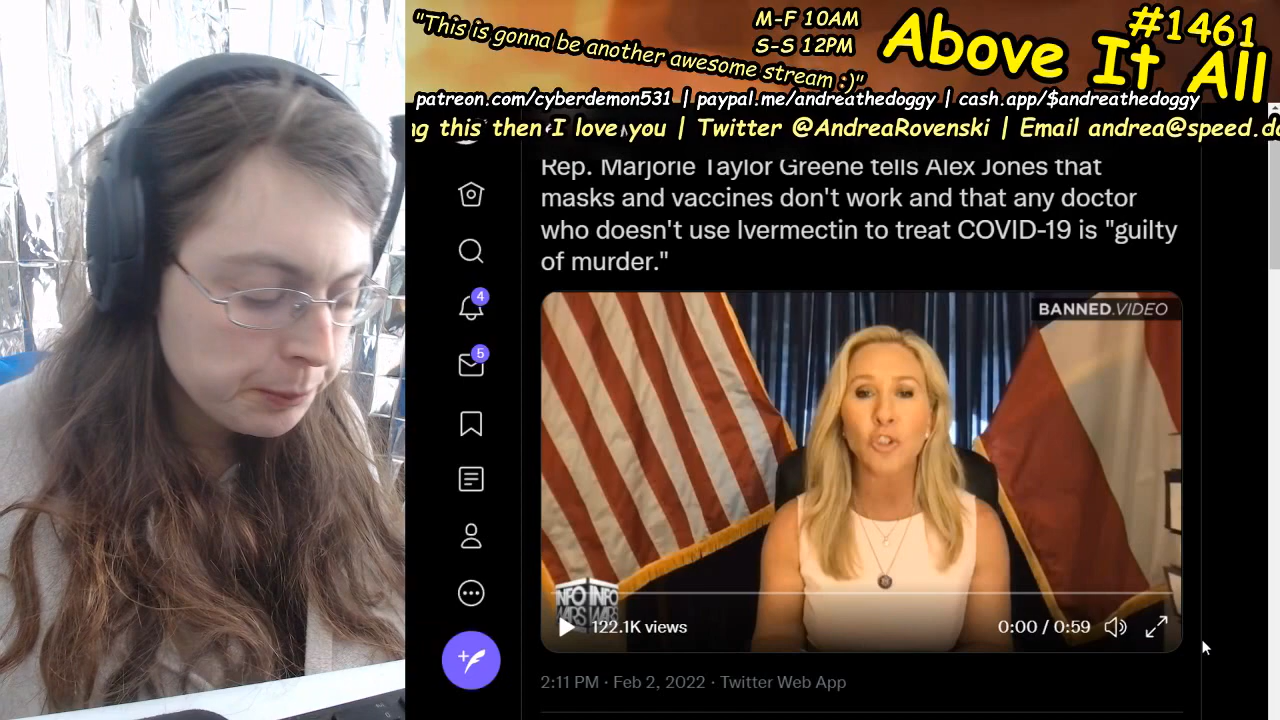 "This is gonna be another awesome stream :)"
M-F 10AM
S-S 12PM
Above It All
#1461
patreon.com/cyberdemon531 | paypal.me/andreathedoggy | cash.app/$andreathedoggy
this then I love you | Twitter @AndreaRovenski | Email
Rep. Marjorie Taylor Greene tells Alex Jones that
masks and vaccines don't work and that any doctor
who doesn't use Ivermectin to treat COVID-19 is "guilty
of murder."
BANNED.VIDEO
4
5
INFO INFO
WARS WARS
122.1K views
0:00 / 0:59
2:11 PM · Feb 2, 2022 · Twitter Web App